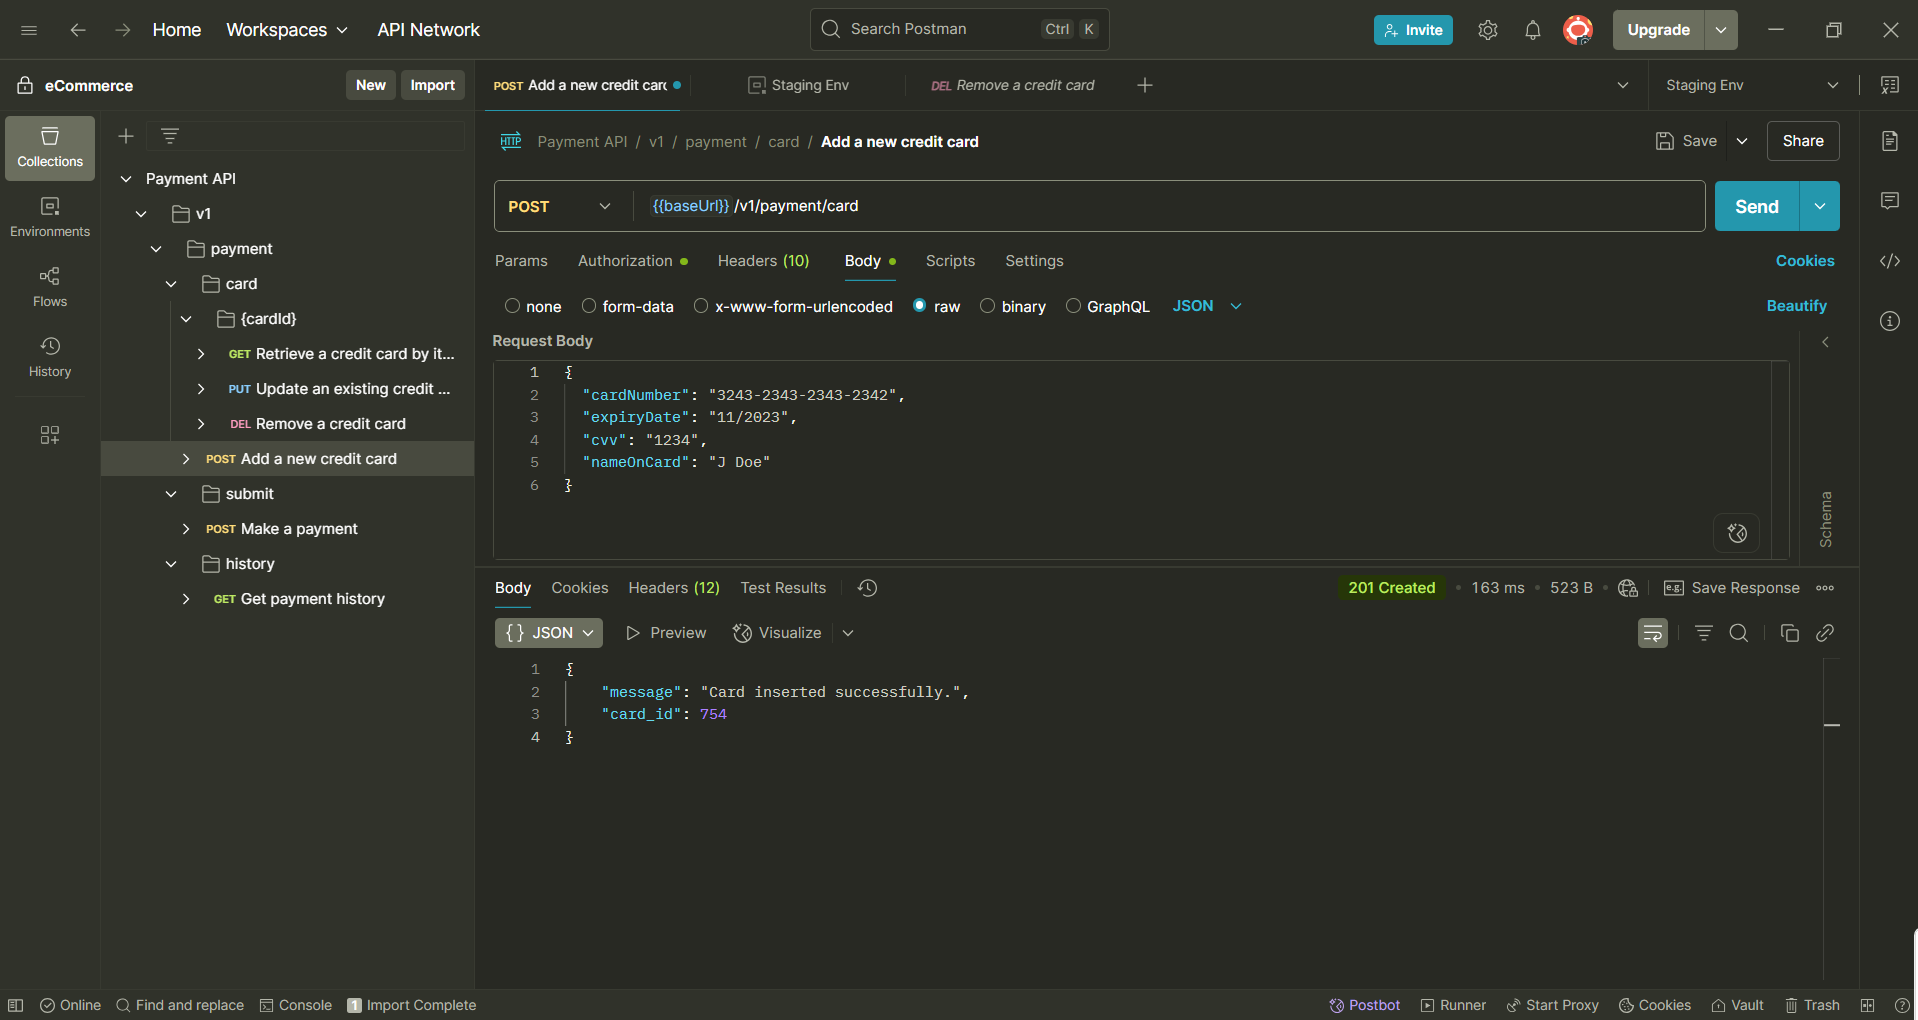 Home Workspaces API Network Search Postman Ctrl K Invite Upgrade
eCommerce New Import POST Add a new credit carc Staging Env DEL Remove a credit card Staging Env
Collections
Environments
Flows
History
Payment API
v1
payment
card
{cardId}
GET Retrieve a credit card by it...
PUT Update an existing credit ...
DEL Remove a credit card
POST Add a new credit card
submit
POST Make a payment
history
GET Get payment history
HTTP Payment API / v1 / payment / card / Add a new credit card Save Share
POST {{baseUrl}} /v1/payment/card Send
Params Authorization Headers (10) Body Scripts Settings Cookies
none form-data x-www-form-urlencoded raw binary GraphQL JSON Beautify
Request Body
1 {
2 "cardNumber": "3243-2343-2343-2342",
3 "expiryDate": "11/2023",
4 "cvv": "1234",
5 "nameOnCard": "J Doe"
6 }
Schema
Body Cookies Headers (12) Test Results 201 Created • 163 ms • 523 B • e.g. Save Response
{} JSON Preview Visualize
1 {
2 "message": "Card inserted successfully.",
3 "card_id": 754
4 }
Online Find and replace Console 1 Import Complete Postbot Runner Start Proxy Cookies Vault Trash